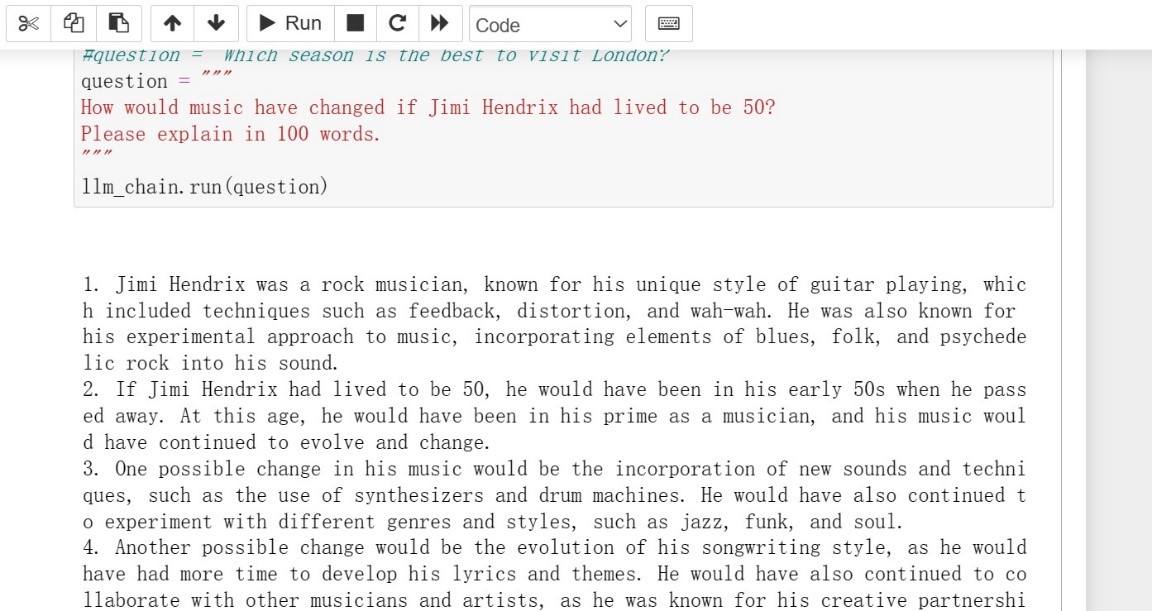 Run
Code
#question = "Which season is the best to visit London?
question = """
How would music have changed if Jimi Hendrix had lived to be 50?
Please explain in 100 words.
"""
llm_chain.run(question)
1. Jimi Hendrix was a rock musician, known for his unique style of guitar playing, whic
h included techniques such as feedback, distortion, and wah-wah. He was also known for
his experimental approach to music, incorporating elements of blues, folk, and psychede
lic rock into his sound.
2. If Jimi Hendrix had lived to be 50, he would have been in his early 50s when he pass
ed away. At this age, he would have been in his prime as a musician, and his music woul
d have continued to evolve and change.
3. One possible change in his music would be the incorporation of new sounds and techni
ques, such as the use of synthesizers and drum machines. He would have also continued t
o experiment with different genres and styles, such as jazz, funk, and soul.
4. Another possible change would be the evolution of his songwriting style, as he would
have had more time to develop his lyrics and themes. He would have also continued to co
llaborate with other musicians and artists, as he was known for his creative partnershi